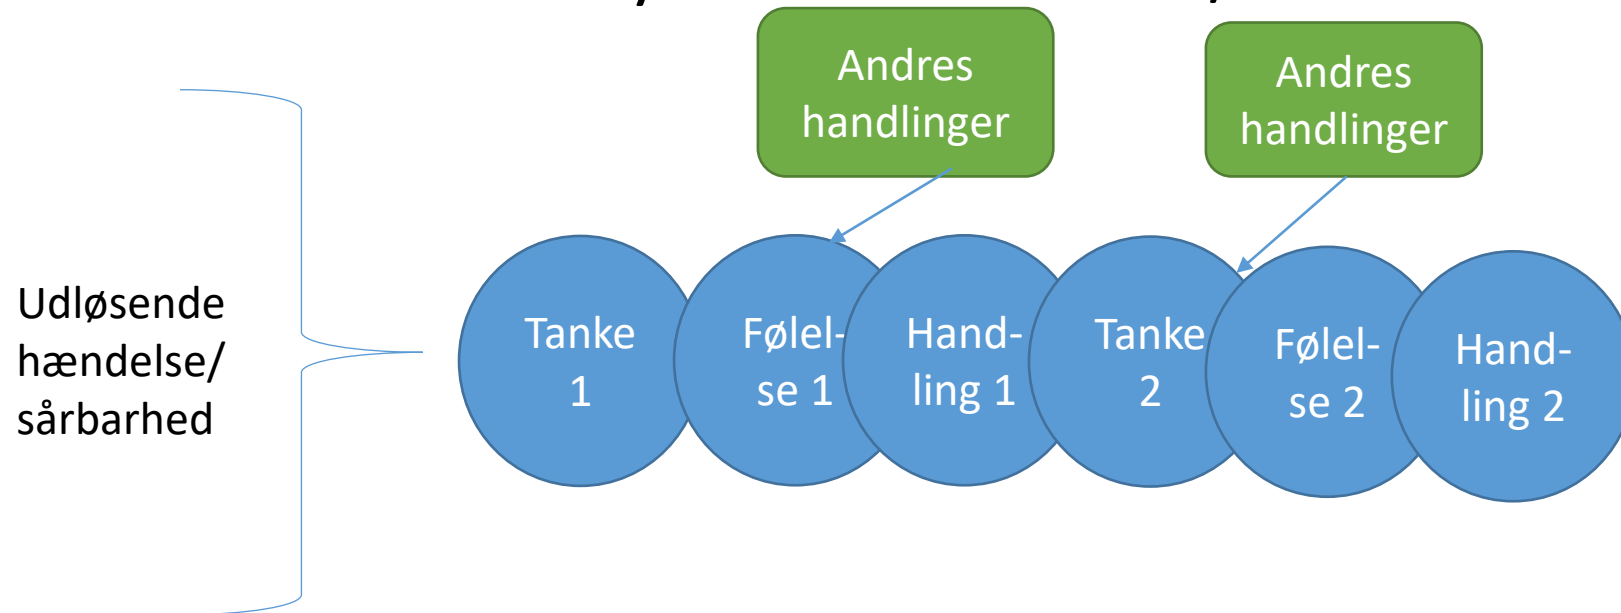 Andres
handlinger
Andres
handlinger
Udløsende
hændelse/
sårbarhed
Tanke
1
Følel-
se 1
Hand-
ling 1
Tanke
2
Følel-
se 2
Hand-
ling 2